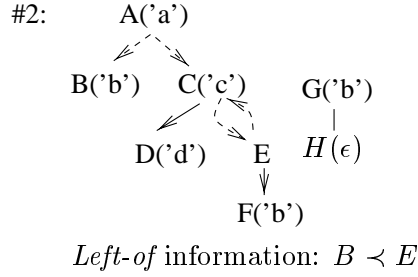 #2: A('a')
B('b') C('c') G('b')
D('d') E H(ϵ)
F('b')
Left-of information: B ≺ E